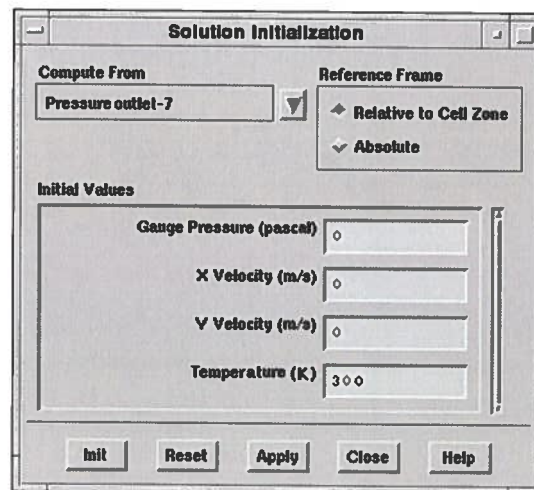 Solution Initialization
Compute From
Pressure outlet-7
Reference Frame
Relative to Cell Zone
Absolute
Initial Values
Gauge Pressure (pascal)
0
X Velocity (m/s)
0
Y Velocity (m/s)
0
Temperature (K)
300
Init
Reset
Apply
Close
Help